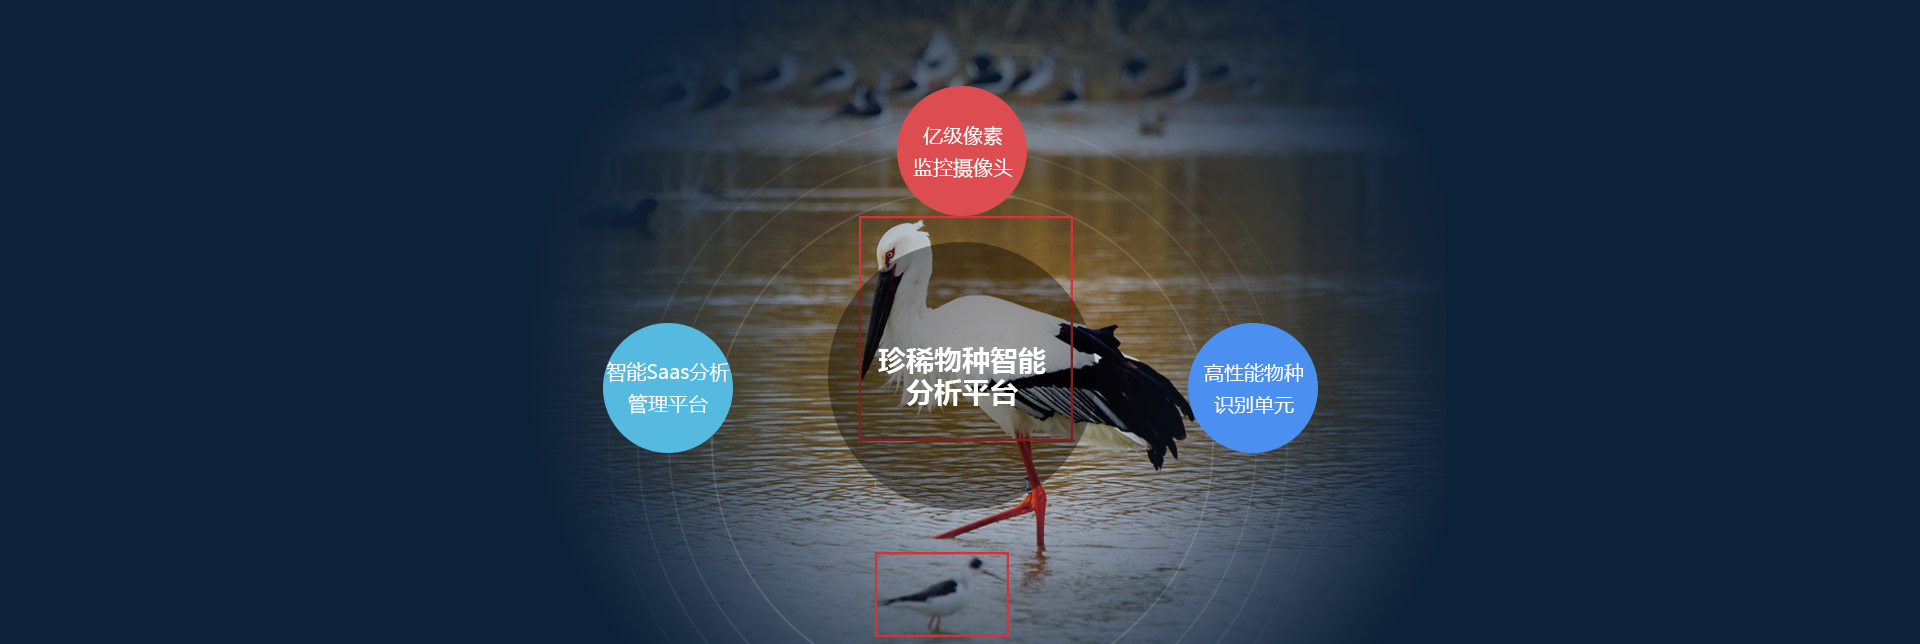 亿级像素
监控摄像头
珍稀物种智能
分析平台
智能Saas分析
管理平台
高性能物种
识别单元